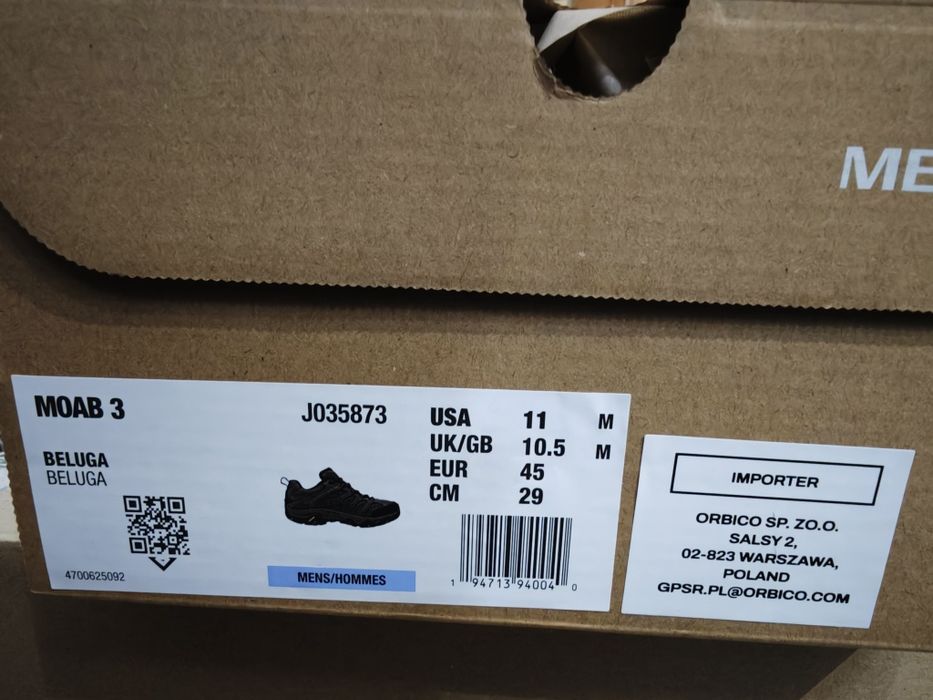 ME
MOAB 3
J035873
BELUGA
BELUGA
4700625092
MENS/HOMMES
USA 11 M
UK/GB 10.5 M
EUR 45
CM 29
1 94713 94004 0
IMPORTER
ORBICO SP. ZO.O.
SALSY 2,
02-823 WARSZAWA,
POLAND
GPSR.PL@ORBICO.COM